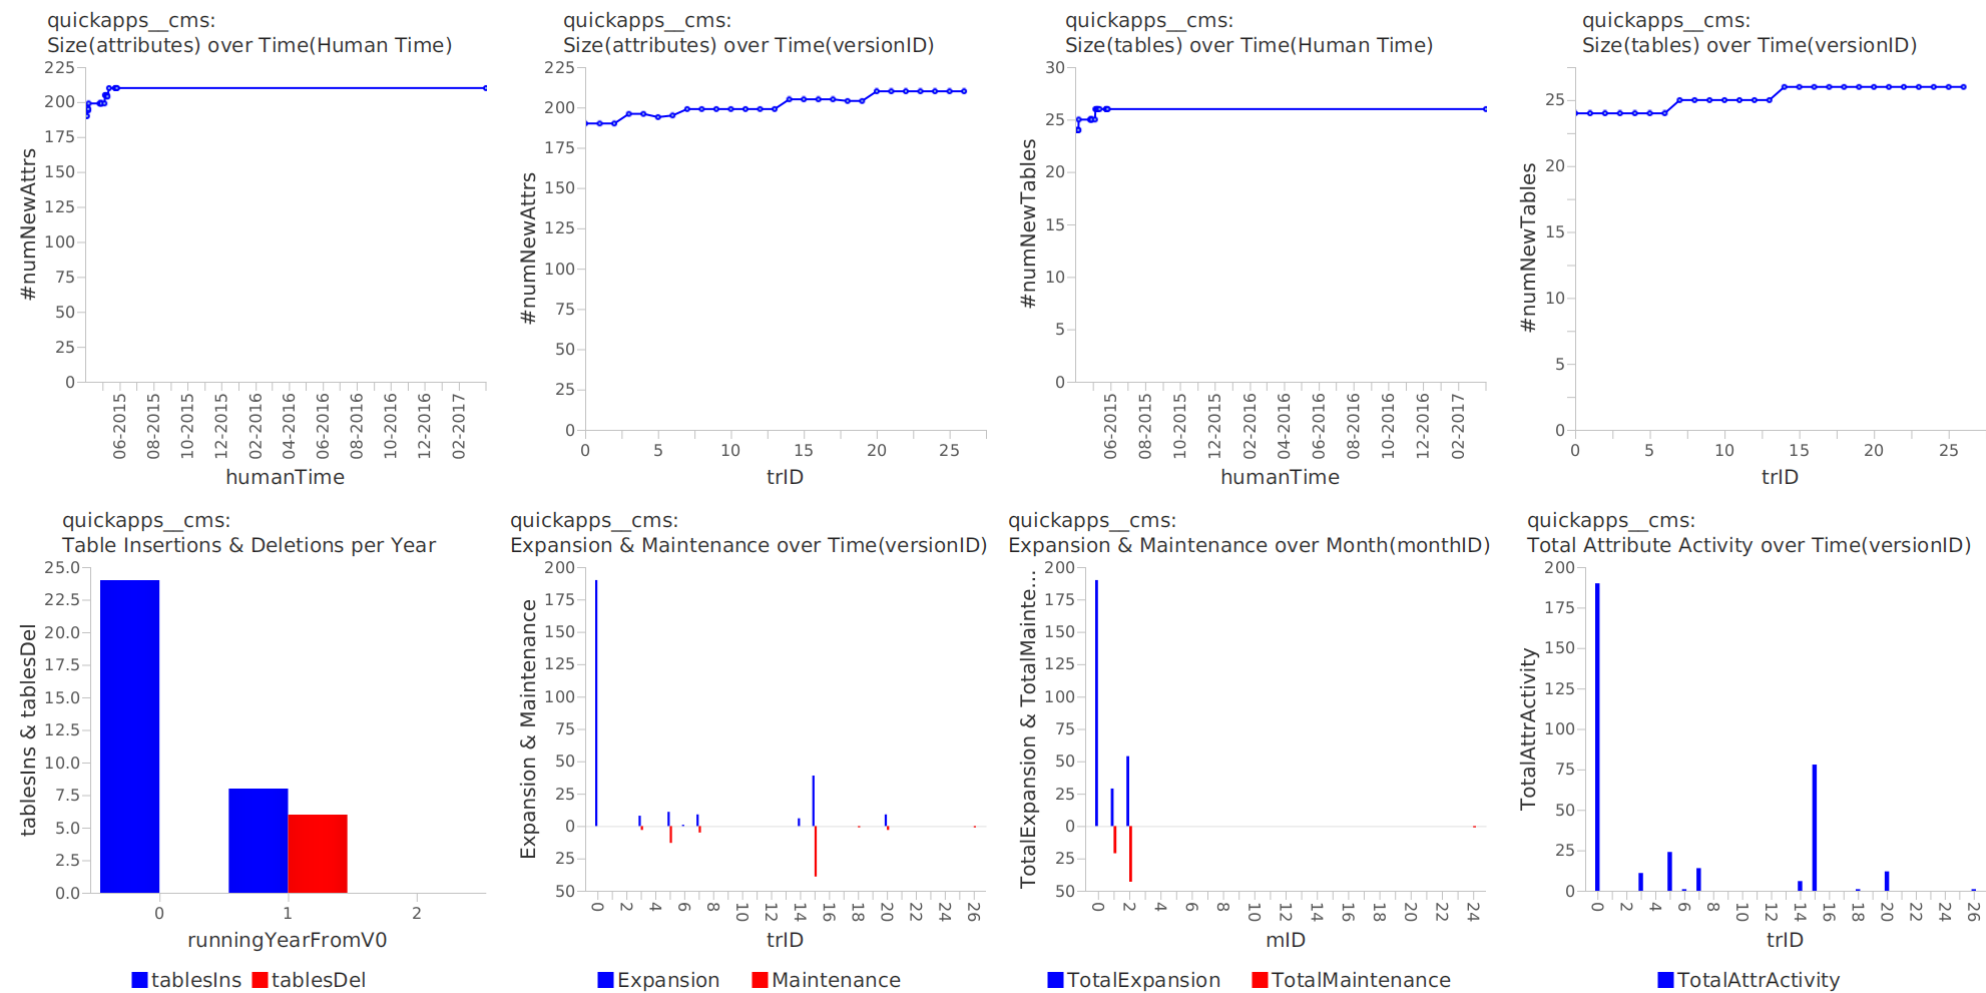 quickapps__cms:
Size(attributes) over Time(Human Time)
225
200
175
150
125
100
75
50
25
0
#numNewAttrs
06-2015
08-2015
10-2015
12-2015
02-2016
04-2016
06-2016
08-2016
10-2016
12-2016
02-2017
humanTime
quickapps__cms:
Size(attributes) over Time(versionID)
225
200
175
150
125
100
75
50
25
0
#numNewAttrs
0 5 10 15 20 25
trID
quickapps__cms:
Size(tables) over Time(Human Time)
30
25
20
15
10
5
0
#numNewTables
06-2015
08-2015
10-2015
12-2015
02-2016
04-2016
06-2016
08-2016
10-2016
12-2016
02-2017
humanTime
quickapps__cms:
Size(tables) over Time(versionID)
25
20
15
10
5
0
#numNewTables
0 5 10 15 20 25
trID
quickapps__cms:
Table Insertions & Deletions per Year
25.0
22.5
20.0
17.5
15.0
12.5
10.0
7.5
5.0
2.5
0.0
tablesIns & tablesDel
0 1 2
runningYearFromV0
tablesIns tablesDel
quickapps__cms:
Expansion & Maintenance over Time(versionID)
200
175
150
125
100
75
50
25
0
25
50
Expansion & Maintenance
0 2 4 6 8 10 12 14 16 18 20 22 24 26
trID
Expansion Maintenance
quickapps__cms:
Expansion & Maintenance over Month(monthID)
200
175
150
125
100
75
50
25
0
25
50
TotalExpansion & TotalMainte...
0 2 4 6 8 10 12 14 16 18 20 22 24
mID
TotalExpansion TotalMaintenance
quickapps__cms:
Total Attribute Activity over Time(versionID)
200
175
150
125
100
75
50
25
0
TotalAttrActivity
0 2 4 6 8 10 12 14 16 18 20 22 24 26
trID
TotalAttrActivity